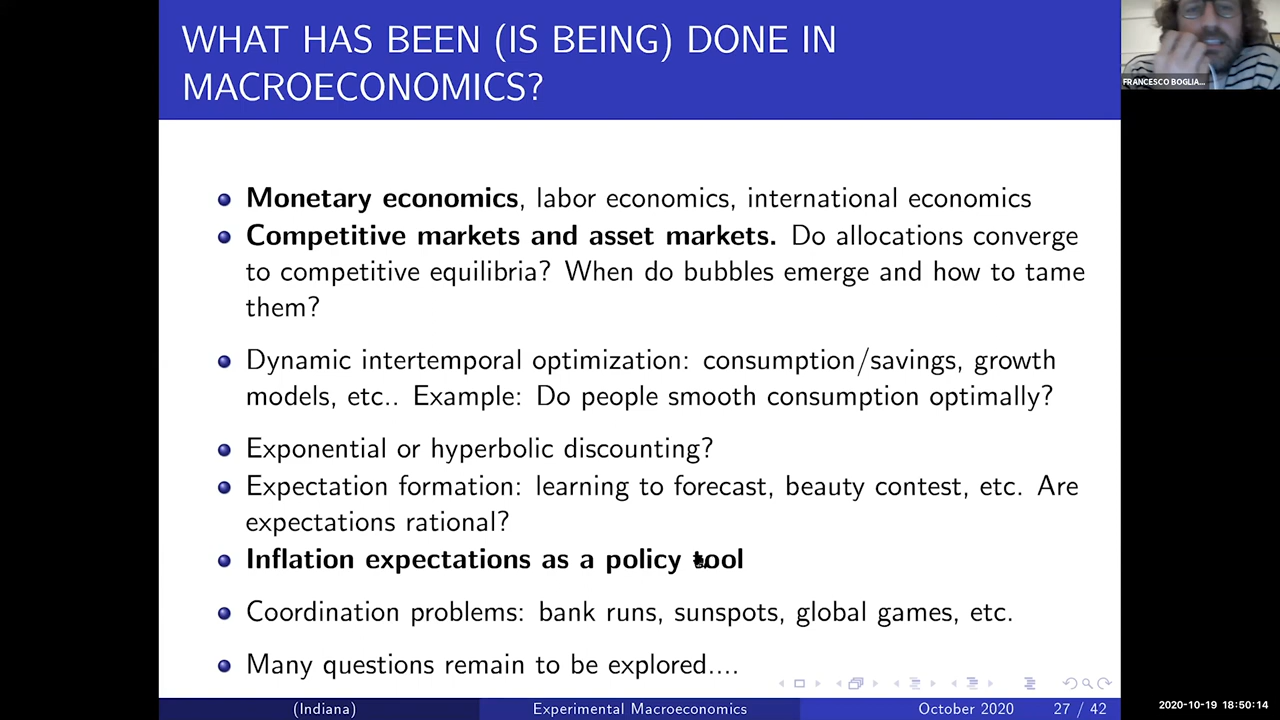 WHAT HAS BEEN (IS BEING) DONE IN
MACROECONOMICS?
FRANCESCO BOGLIA...
Monetary economics, labor economics, international economics
Competitive markets and asset markets. Do allocations converge
to competitive equilibria? When do bubbles emerge and how to tame
them?
Dynamic intertemporal optimization: consumption/savings, growth
models, etc.. Example: Do people smooth consumption optimally?
Exponential or hyperbolic discounting?
Expectation formation: learning to forecast, beauty contest, etc. Are
expectations rational?
Inflation expectations as a policy tool
Coordination problems: bank runs, sunspots, global games, etc.
Many questions remain to be explored....
(Indiana) Experimental Macroeconomics October 2020 27 / 42
2020-10-19 18:50:14